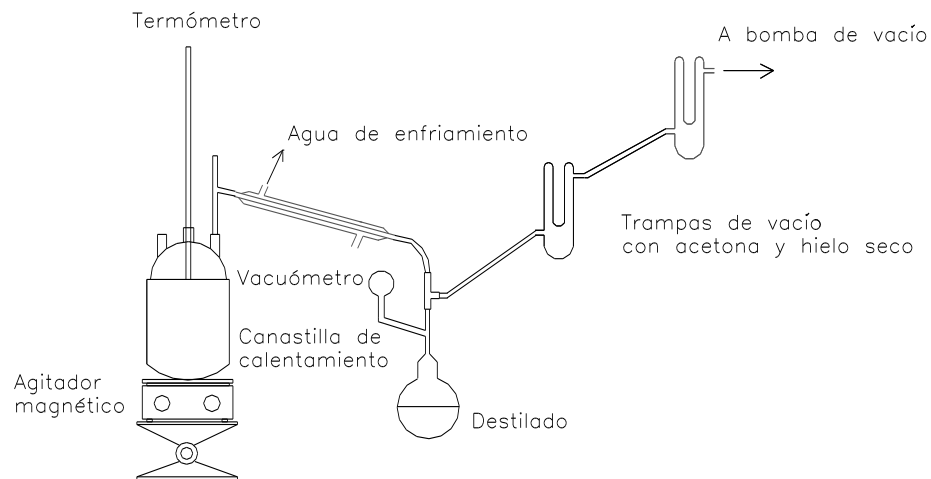 Termómetro
A bomba de vacío
Agua de enfriamiento
Trampas de vacío
con acetona y hielo seco
Vacuómetro
Canastilla de
calentamiento
Agitador
magnético
Destilado